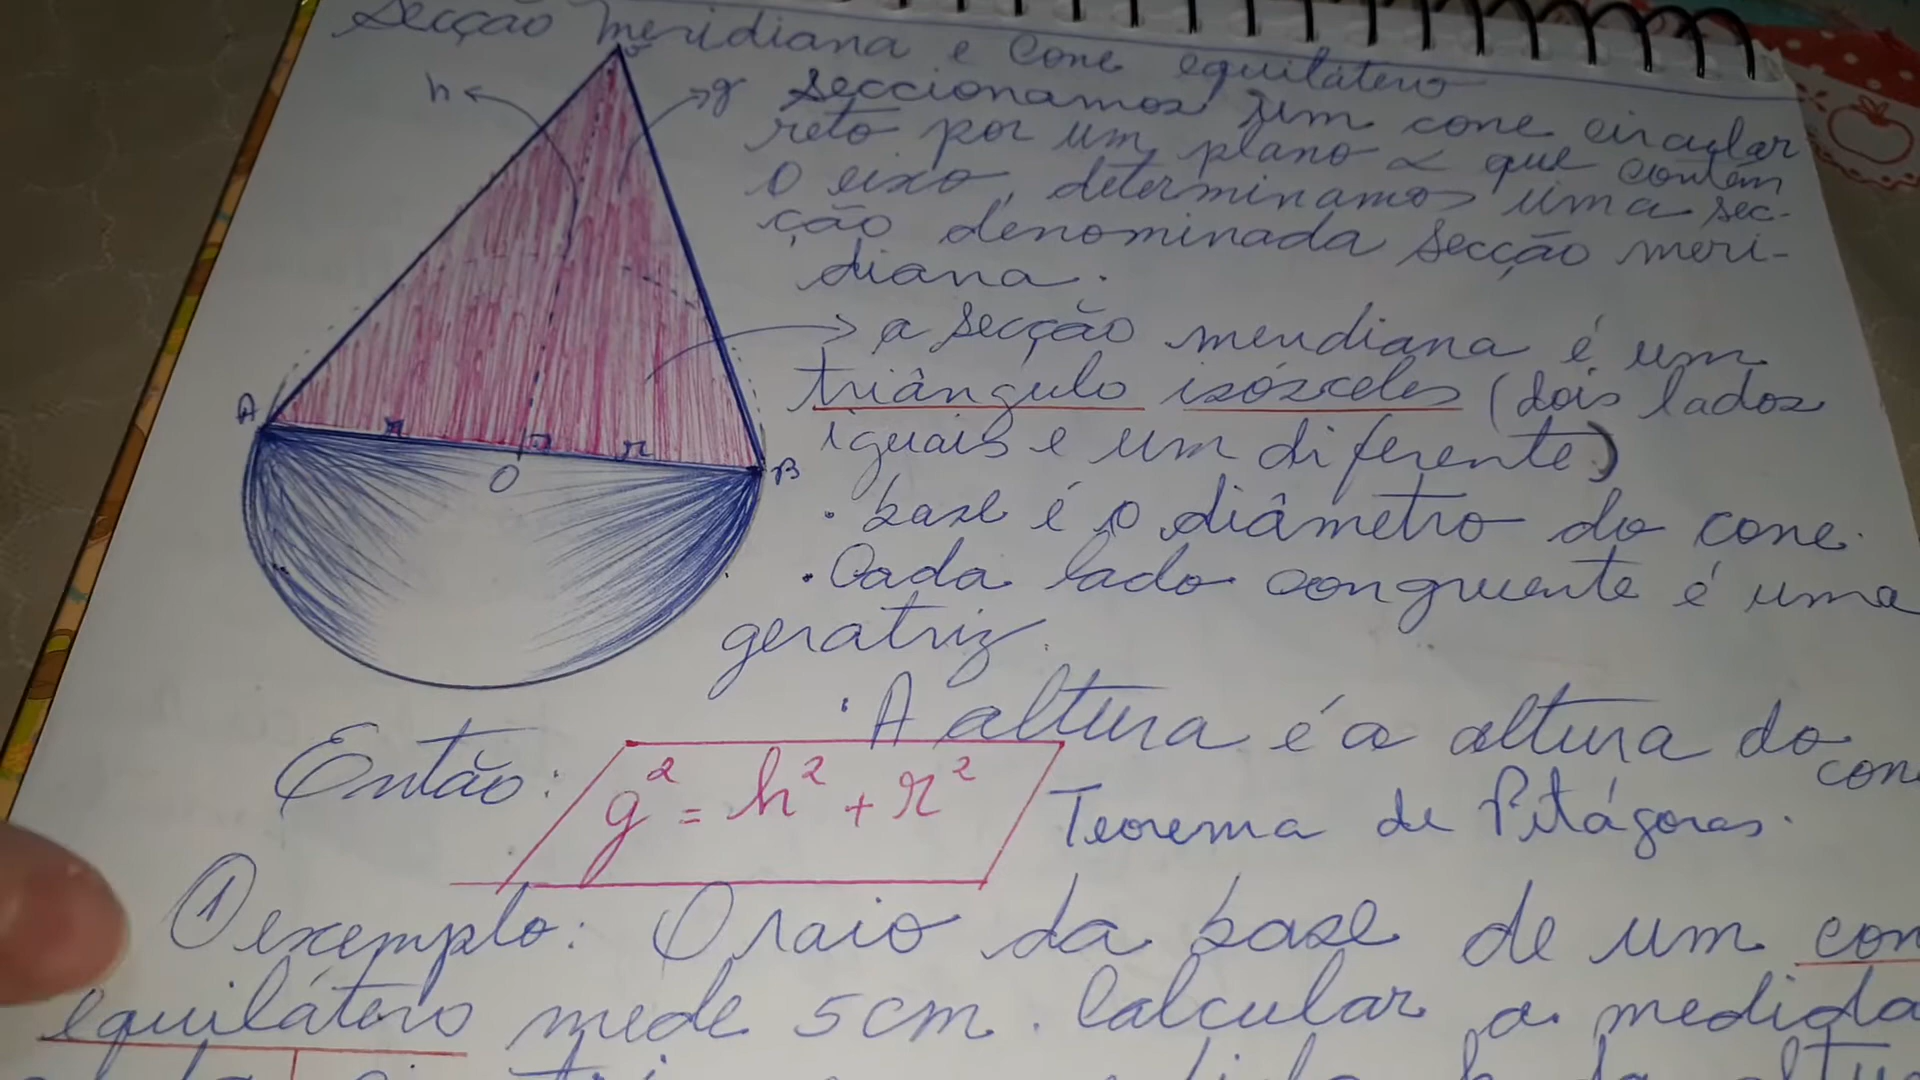 Secção meridiana e cone equilátero
h
g
Seccionamos um cone circular
reto por um plano α que contém
o eixo, determinamos uma sec-
ção denominada secção meri-
diana.
a secção meridiana é um
triângulo isósceles (dois lados
iguais e um diferente)
A r r B
O
· base é o diâmetro do cone.
· Cada lado congruente é uma
geratriz.
· A altura é a altura do
con
Então: g² = h² + r² Teorema de Pitágoras.
① exemplo: O raio da base de um con
equilátero mede 5cm. Calcular a medida